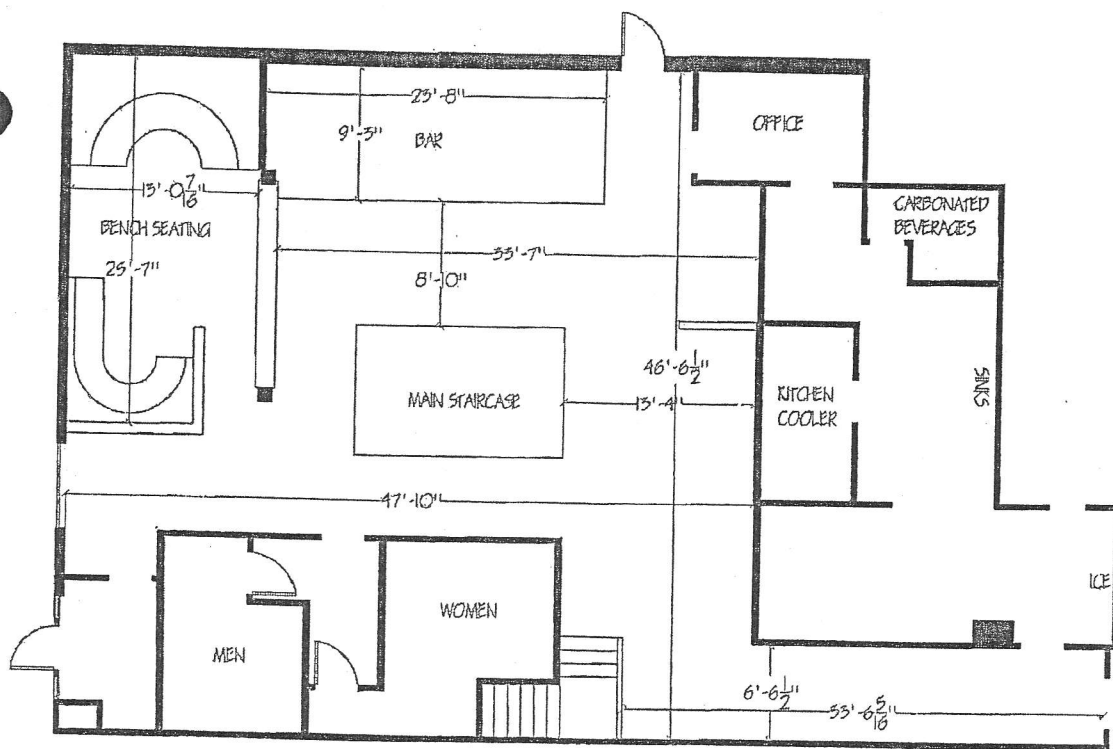 23'-8"
9'-3"
BAR
OFFICE
13'-0 7/16"
CARBONATED
BEVERAGES
BENCH SEATING
33'-7"
25'-7"
8'-10"
46'-6 1/2"
MAIN STAIRCASE
13'-4"
KITCHEN
COOLER
SINKS
47'-10"
ICE
WOMEN
MEN
6'-6 1/2"
33'-6 5/16"